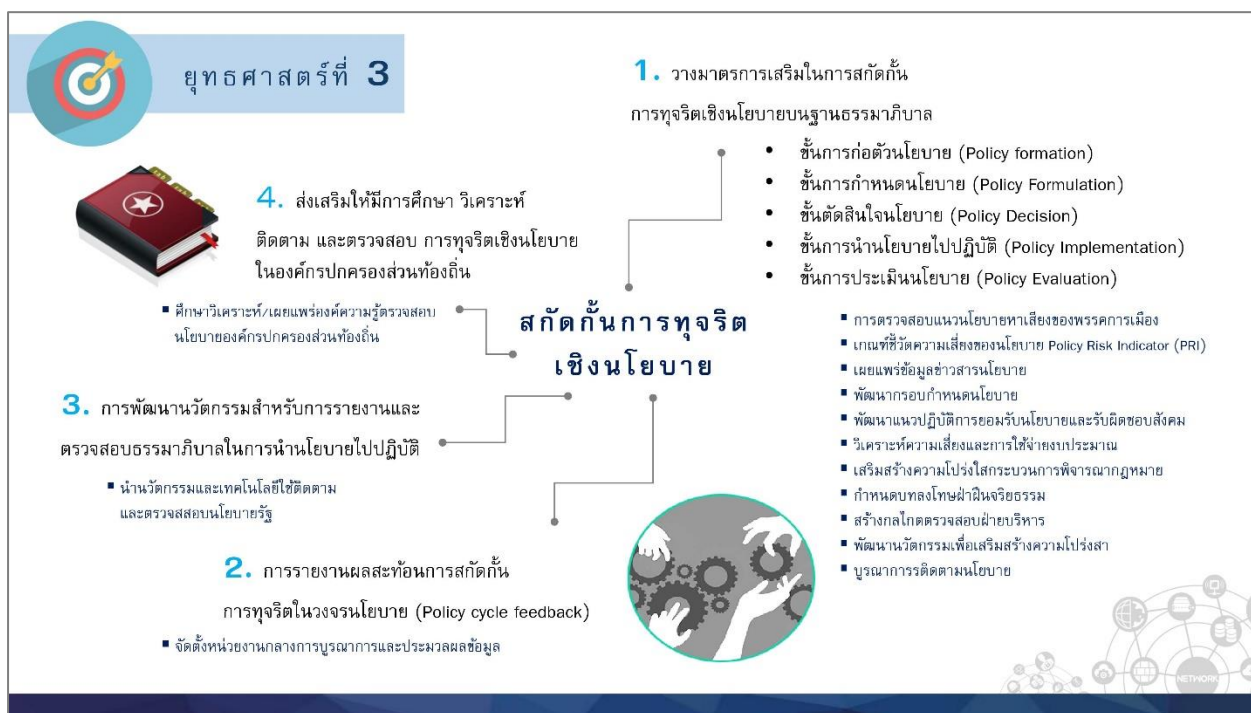 ยุทธศาสตร์ที่ 3
1. วางมาตรการเสริมในการสกัดกั้น
การทุจริตเชิงนโยบายบนฐานธรรมาภิบาล
• ขั้นการก่อตัวนโยบาย (Policy formation)
• ขั้นการกำหนดนโยบาย (Policy Formulation)
• ขั้นตัดสินใจนโยบาย (Policy Decision)
• ขั้นการนำนโยบายไปปฏิบัติ (Policy Implementation)
• ขั้นการประเมินนโยบาย (Policy Evaluation)
▪ การตรวจสอบแนวนโยบายหาเสียงของพรรคการเมือง
▪ เกณฑ์ชี้วัดความเสี่ยงของนโยบาย Policy Risk Indicator (PRI)
▪ เผยแพร่ข้อมูลข่าวสารนโยบาย
▪ พัฒนากรอบกำหนดนโยบาย
▪ พัฒนาแนวปฏิบัติการยอมรับนโยบายและรับผิดชอบสังคม
▪ วิเคราะห์ความเสี่ยงและการใช้จ่ายงบประมาณ
▪ เสริมสร้างความโปร่งใสกระบวนการพิจารณากฎหมาย
▪ กำหนดบทลงโทษฝ่าฝืนจริยธรรม
▪ สร้างกลไกตตรวจสอบฝ่ายบริหาร
▪ พัฒนานวัตกรรมเพื่อเสริมสร้างความโปร่งสา
▪ บูรณาการรติดตามนโยบาย
4. ส่งเสริมให้มีการศึกษา วิเคราะห์
ติดตาม และตรวจสอบ การทุจริตเชิงนโยบาย
ในองค์กรปกครองส่วนท้องถิ่น
▪ ศึกษาวิเคราะห์/เผยแพร่องค์ความรู้ตรวจสอบ
นโยบายองค์กรปกครองส่วนท้องถิ่น
สกัดกั้นการทุจริต
เชิงนโยบาย
3. การพัฒนานวัตกรรมสำหรับการรายงานและ
ตรวจสอบธรรมาภิบาลในการนำนโยบายไปปฏิบัติ
▪ นำนวัตกรรมและเทคโนโลยีใช้ติดตาม
และตรวจสสอบนโยบายรัฐ
2. การรายงานผลสะท้อนการสกัดกั้น
การทุจริตในวงจรนโยบาย (Policy cycle feedback)
▪ จัดตั้งหน่วยงานกลางการบูรณาการและประมวลผลข้อมูล
NETWORK